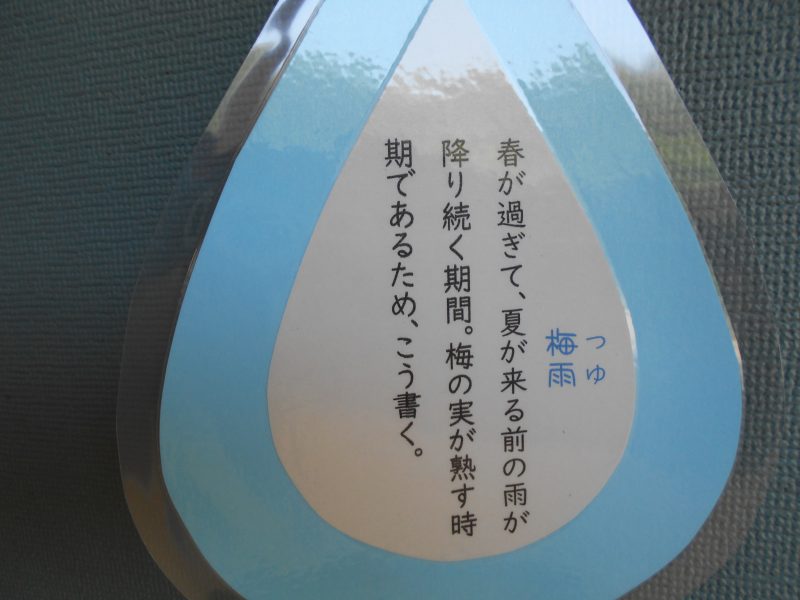 つゆ
梅雨
春が過ぎて、夏が来る前の雨が
降り続く期間。梅の実が熟す時
期であるため、こう書く。